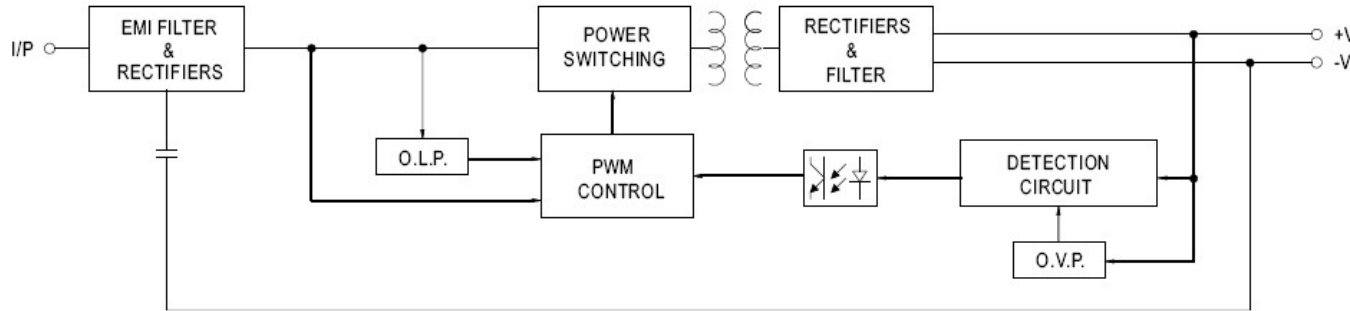 I/P
EMI FILTER
&
RECTIFIERS
POWER
SWITCHING
RECTIFIERS
&
FILTER
+V
-V
O.L.P.
PWM
CONTROL
DETECTION
CIRCUIT
O.V.P.